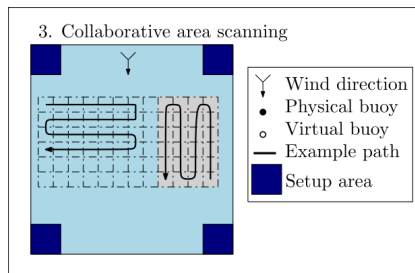 3. Collaborative area scanning
Wind direction
Physical buoy
Virtual buoy
Example path
Setup area